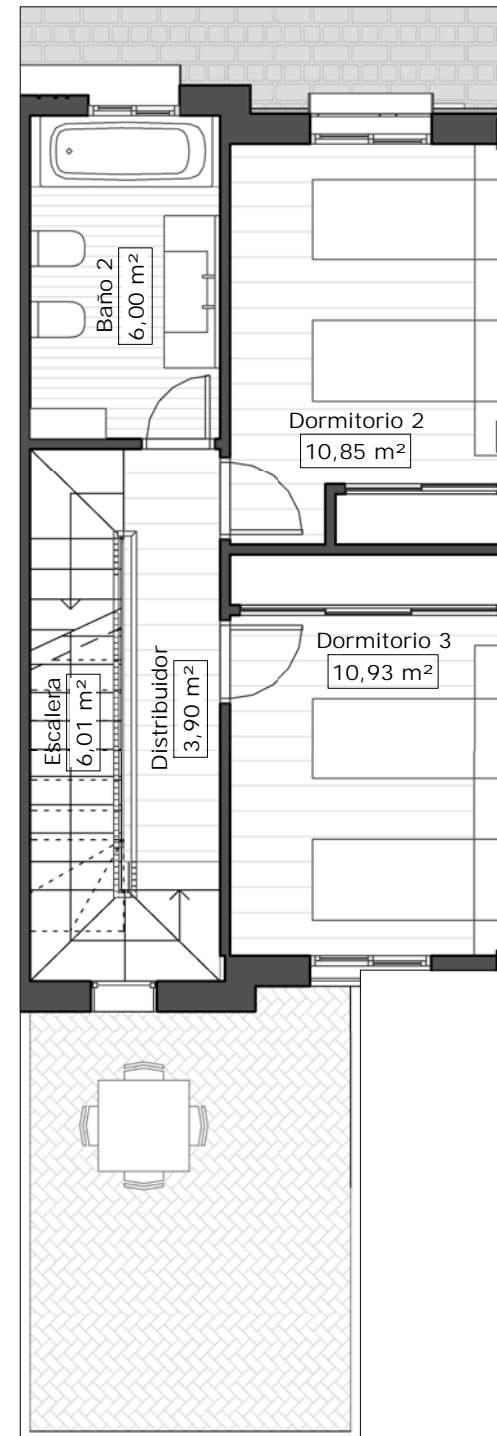 Baño 2
6,00 m²
Dormitorio 2
10,85 m²
Escalera
6,01 m²
Distribuidor
3,90 m²
Dormitorio 3
10,93 m²